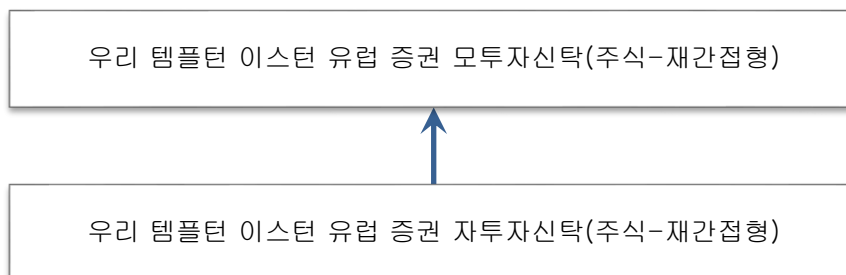 우리 템플턴 이스턴 유럽 증권 모투자신탁(주식-재간접형)
우리 템플턴 이스턴 유럽 증권 자투자신탁(주식-재간접형)